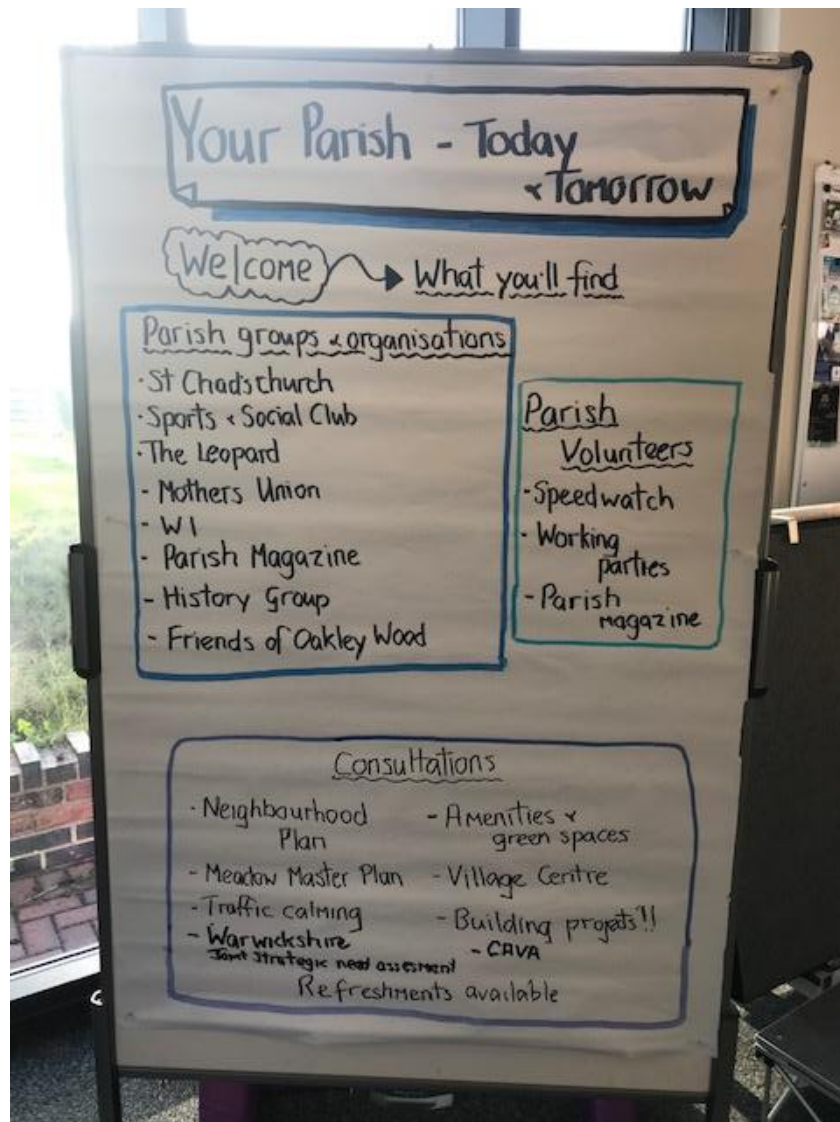 Your Parish - Today
& Tomorrow
Welcome What you'll find
Parish groups & organisations
· St Chads church
· Sports & Social Club
· The Leopard
- Mothers Union
- WI
- Parish Magazine
- History Group
- Friends of Oakley Wood
Parish
Volunteers
· Speedwatch
· Working
parties
- Parish
magazine
Consultations
· Neighbourhood
Plan
- Meadow Master Plan
- Traffic calming
- Warwickshire
Joint strategic need assesment
- Amenities &
green spaces
- Village Centre
- Building projets!!
- CAVA
Refreshments available